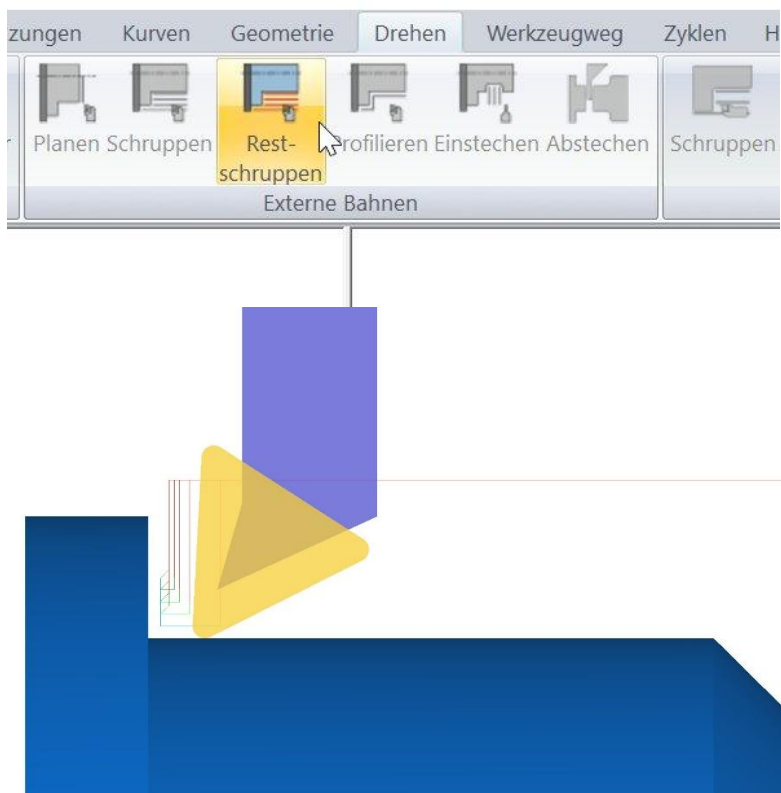 zungen Kurven Geometrie Drehen Werkzeugweg Zyklen H
Planen Schruppen Rest- rofilieren Einstechen Abstechen Schruppen
schruppen
Externe Bahnen